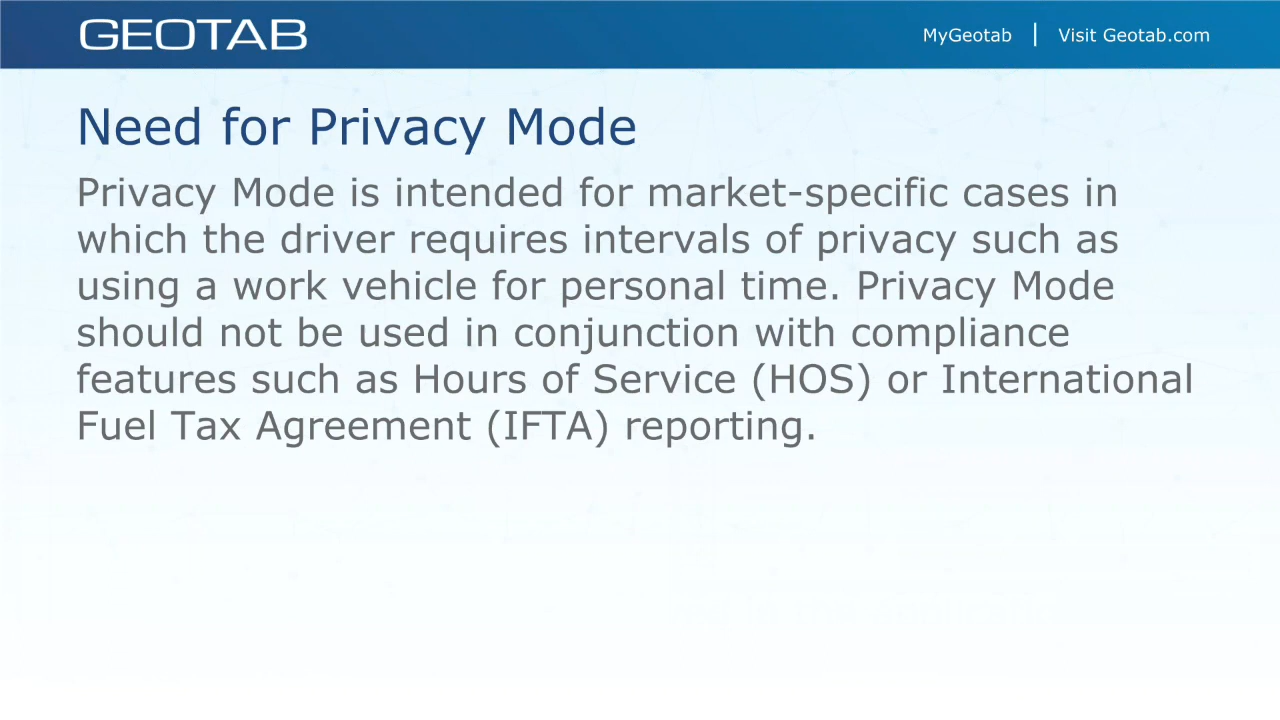 GEOTAB
MyGeotab | Visit Geotab.com
Need for Privacy Mode
Privacy Mode is intended for market-specific cases in
which the driver requires intervals of privacy such as
using a work vehicle for personal time. Privacy Mode
should not be used in conjunction with compliance
features such as Hours of Service (HOS) or International
Fuel Tax Agreement (IFTA) reporting.